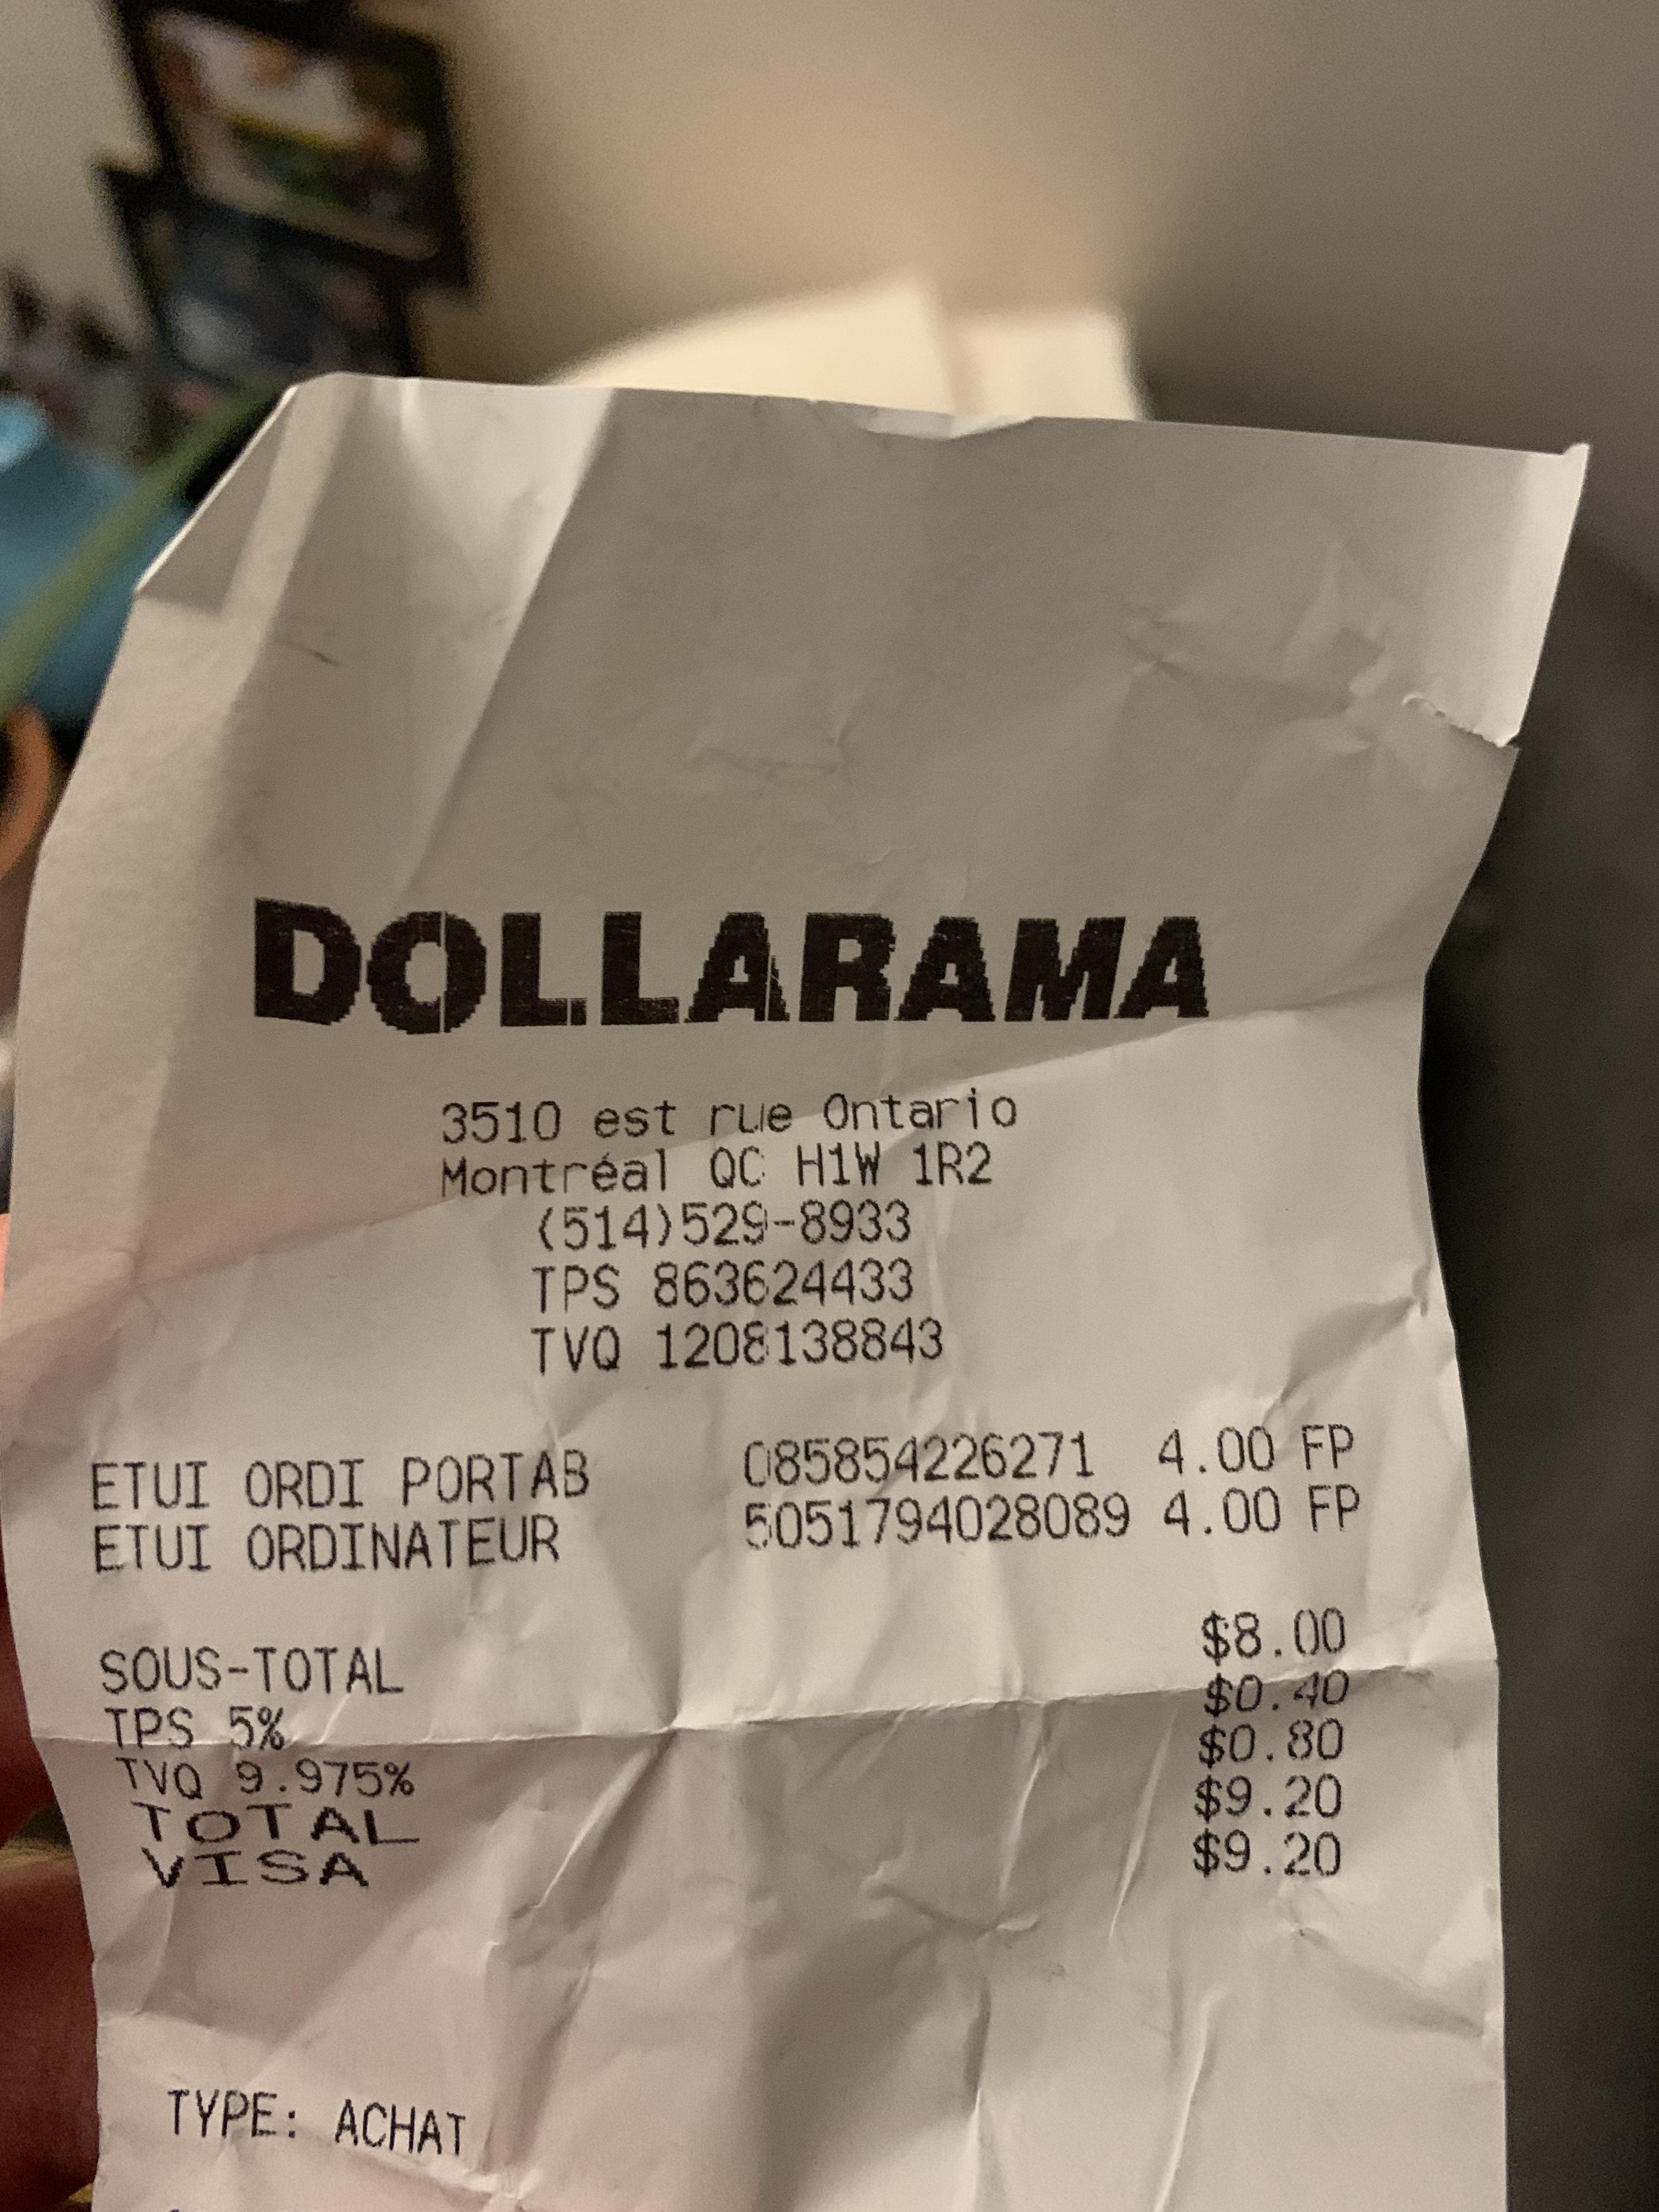 DOLLARAMA
3510 est rue Ontario
Montréal QC H1W 1R2
(514)529-8933
TPS 863624433
TVQ 1208138843
ETUI ORDI PORTAB 085854226271 4.00 FP
ETUI ORDINATEUR 5051794028089 4.00 FP
SOUS-TOTAL $8.00
TPS 5% $0.40
TVQ 9.975% $0.80
TOTAL $9.20
VISA $9.20
TYPE: ACHAT